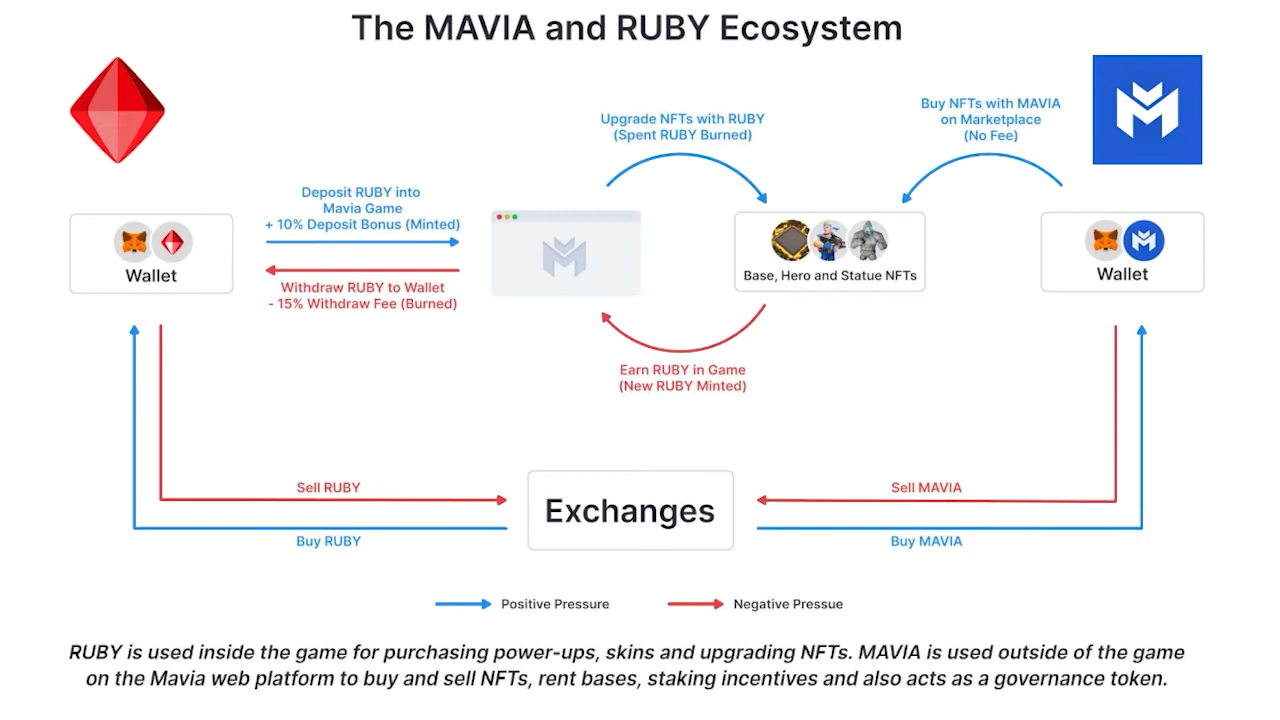 The MAVIA and RUBY Ecosystem
Upgrade NFTs with RUBY
(Spent RUBY Burned)
Buy NFTs with MAVIA
on Marketplace
(No Fee)
Deposit RUBY into
Mavia Game
+ 10% Deposit Bonus (Minted)
Wallet
Withdraw RUBY to Wallet
- 15% Withdraw Fee (Burned)
Base, Hero and Statue NFTs
Wallet
Earn RUBY in Game
(New RUBY Minted)
Sell RUBY
Buy RUBY
Exchanges
Sell MAVIA
Buy MAVIA
Positive Pressure
Negative Pressue
RUBY is used inside the game for purchasing power-ups, skins and upgrading NFTs. MAVIA is used outside of the game
on the Mavia web platform to buy and sell NFTs, rent bases, staking incentives and also acts as a governance token.